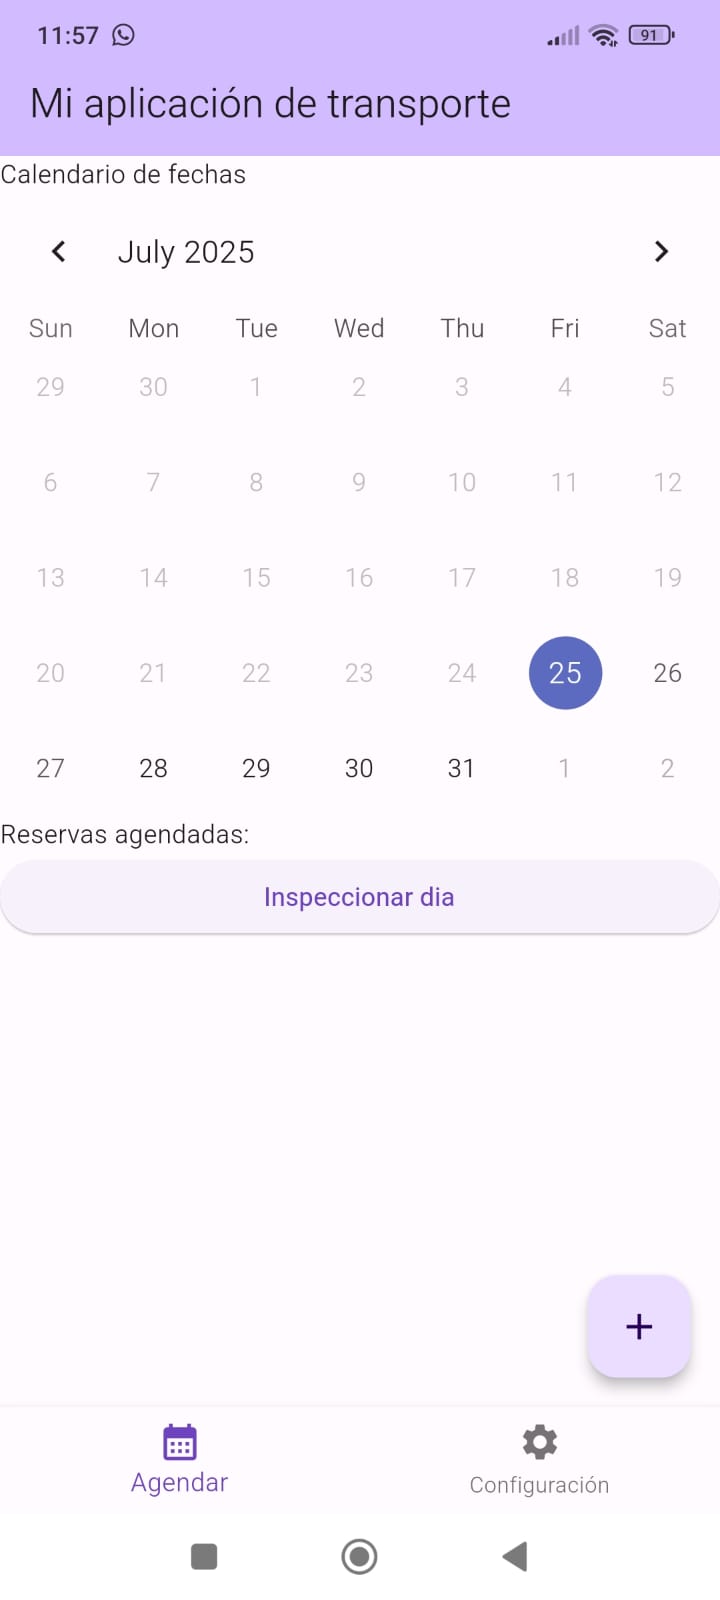 11:57 91
Mi aplicación de transporte
Calendario de fechas
July 2025
Sun Mon Tue Wed Thu Fri Sat
29 30 1 2 3 4 5
6 7 8 9 10 11 12
13 14 15 16 17 18 19
20 21 22 23 24 25 26
27 28 29 30 31 1 2
Reservas agendadas:
Inspeccionar dia
+
Agendar Configuración